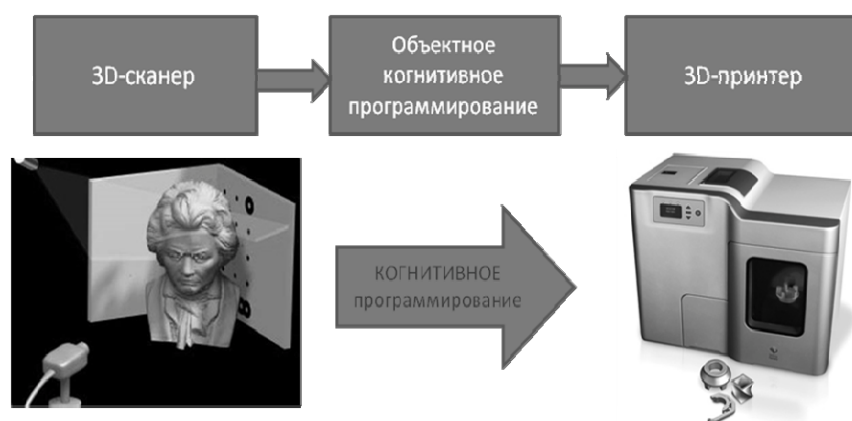 3D-сканер
Объектное
когнитивное
программирование
3D-принтер
КОГНИТИВНОЕ
программирование